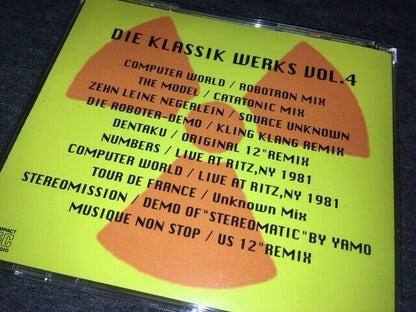 DIE KLASSIK WERKS VOL.4
COMPUTER WORLD / ROBOTRON MIX
THE MODEL / CATATONIC MIX
ZEHN LEINE NEGERLEIN / SOURCE UNKNOWN
DIE ROBOTER-DEMO / KLING KLANG REMIX
DENTAKU / ORIGINAL 12"REMIX
NUMBERS / LIVE AT RITZ,NY 1981
COMPUTER WORLD / LIVE AT RITZ,NY 1981
TOUR DE FRANCE / Unknown Mix
STEREOMISSION / DEMO OF"STEREOMATIC"BY YAMO
MUSIQUE NON STOP / US 12"REMIX